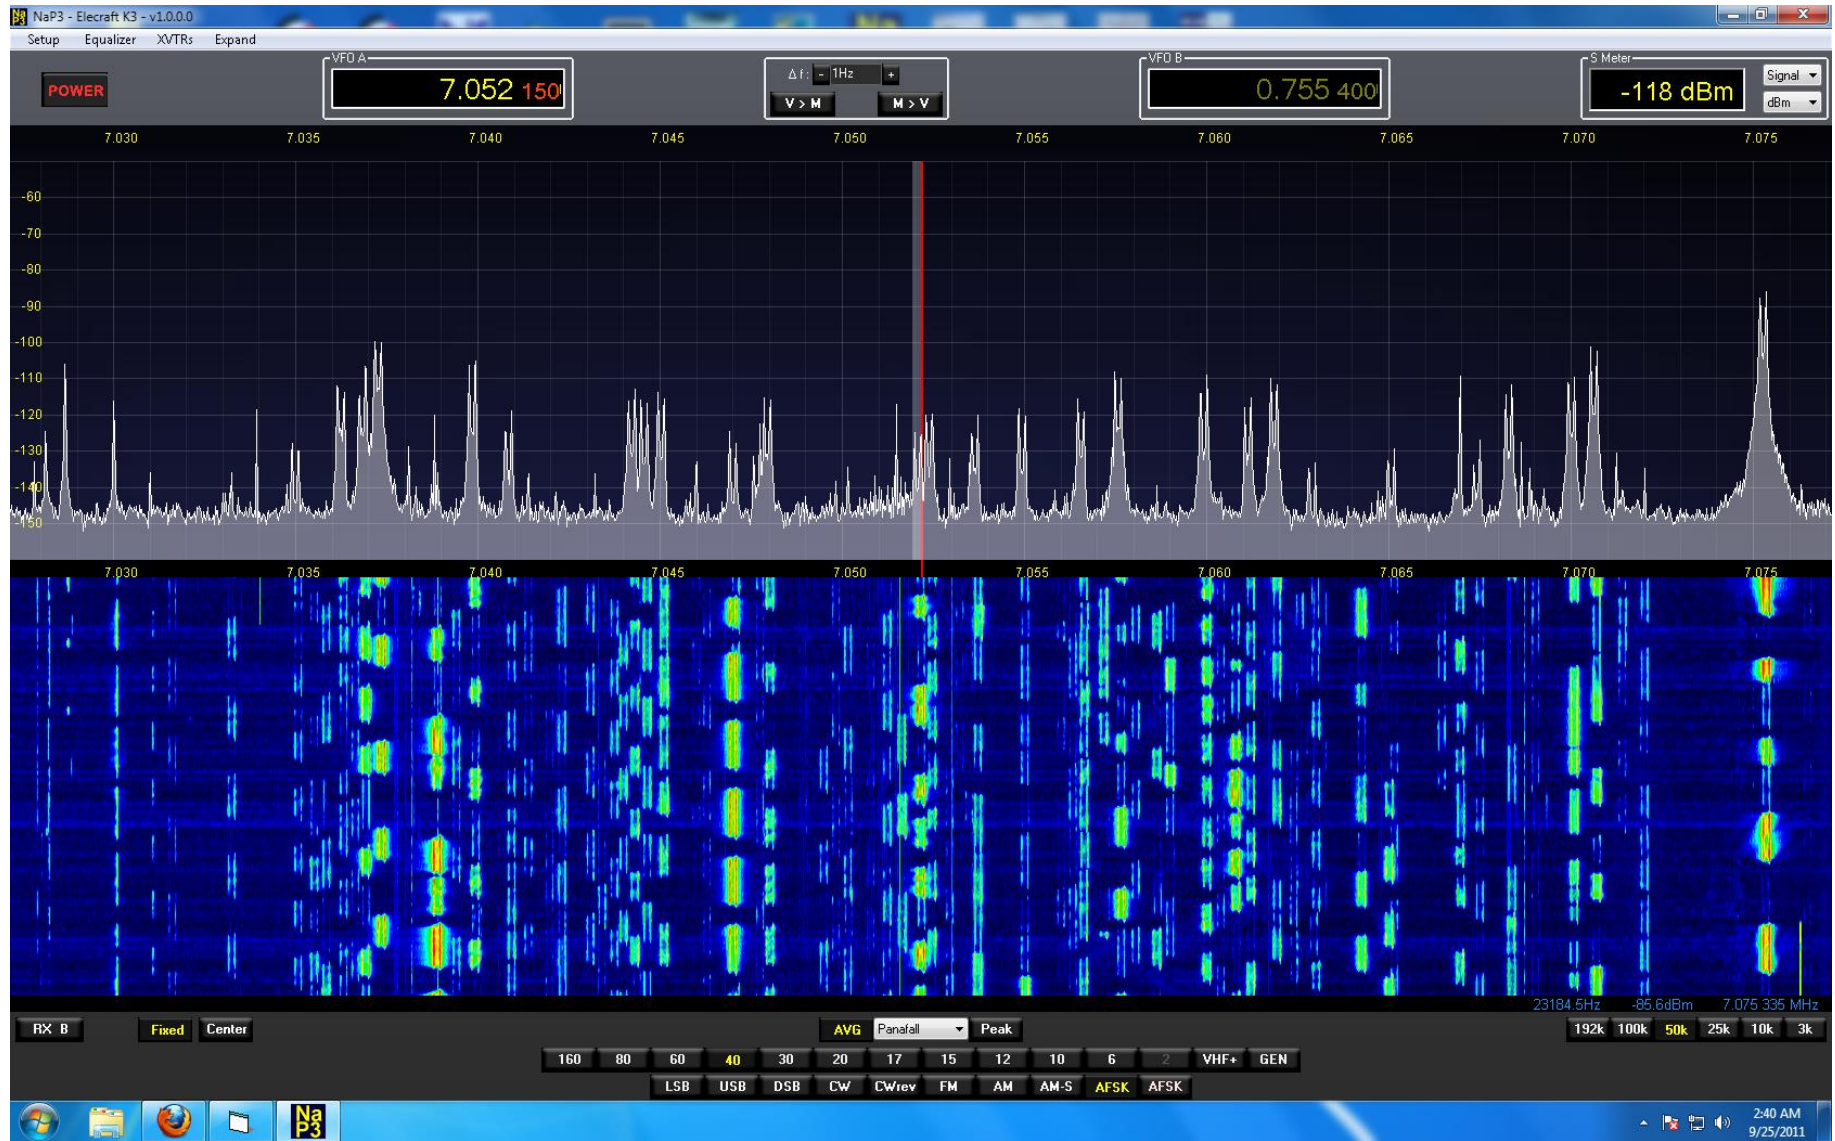 NaP3 - Elecraft K3 - v1.0.0.0
Setup Equalizer XVTRs Expand
POWER
VFO A
7.052 150
Δ f : - 1Hz +
V > M M > V
VFO B
0.755 400
S Meter
-118 dBm
Signal
dBm
7.030 7.035 7.040 7.045 7.050 7.055 7.060 7.065 7.070 7.075
-60
-70
-80
-90
-100
-110
-120
-130
-140
-150
7.030 7.035 7.040 7.045 7.050 7.055 7.060 7.065 7.070 7.075
23184.5Hz -85.6dBm 7.075 335 MHz
RX B Fixed Center AVG Panafall Peak 192k 100k 50k 25k 10k 3k
160 80 60 40 30 20 17 15 12 10 6 2 VHF+ GEN
LSB USB DSB CW CWrev FM AM AM-S AFSK AFSK
Na
P3
2:40 AM
9/25/2011